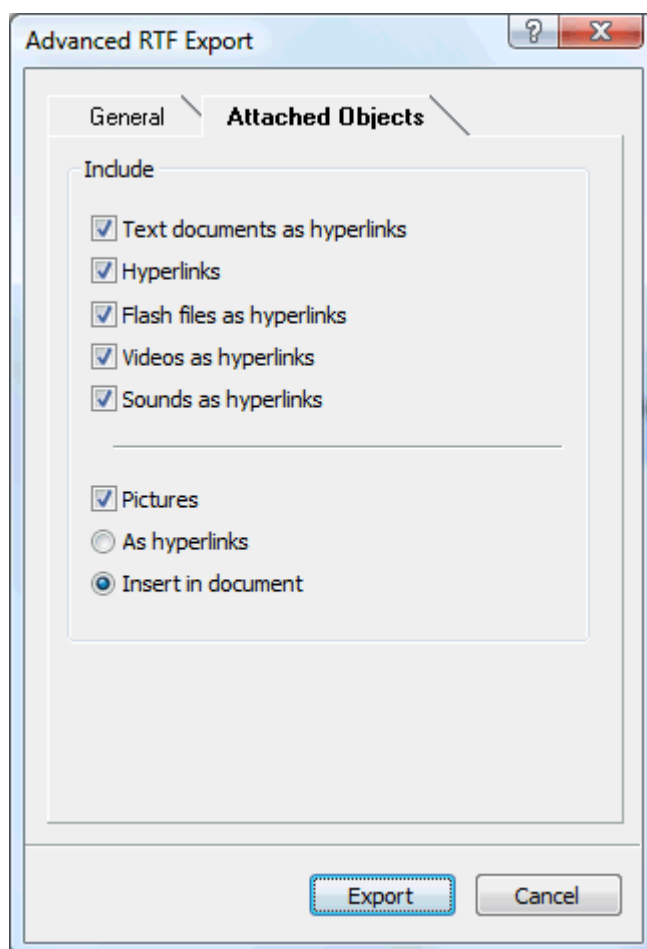 Advanced RTF Export
?
General Attached Objects
Include
Text documents as hyperlinks
Hyperlinks
Flash files as hyperlinks
Videos as hyperlinks
Sounds as hyperlinks
Pictures
As hyperlinks
Insert in document
Export Cancel